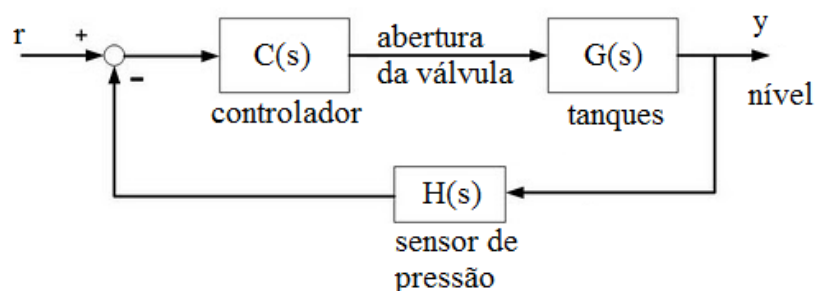 r
+
-
C(s)
controlador
abertura
da válvula
G(s)
tanques
y
nível
H(s)
sensor de
pressão